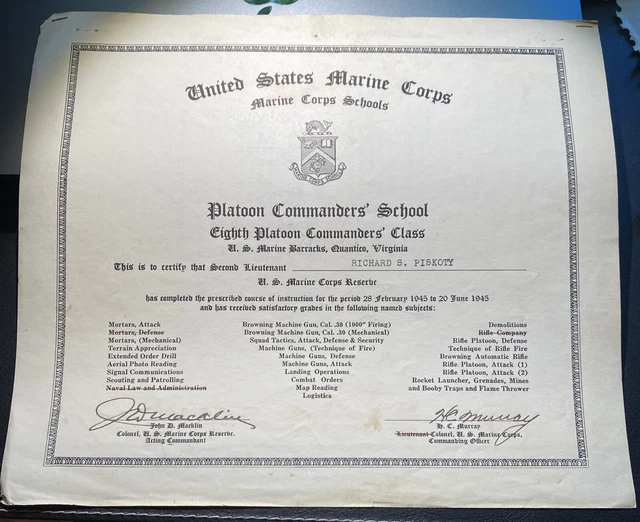 United States Marine Corps
Marine Corps Schools
MARINE CORPS SCHOOLS
Platoon Commanders' School
Eighth Platoon Commanders' Class
U. S. Marine Barracks, Quantico, Virginia
This is to certify that Second Lieutenant RICHARD S. PISKOTY
U. S. Marine Corps Reserve
has completed the prescribed course of instruction for the period 28 February 1945 to 20 June 1945
and has received satisfactory grades in the following named subjects:
Mortars, Attack
Mortars, Defense
Mortars, (Mechanical)
Terrain Appreciation
Extended Order Drill
Aerial Photo Reading
Signal Communications
Scouting and Patrolling
Naval Law and Administration
Browning Machine Gun, Cal. .30 (1000" Firing)
Browning Machine Gun, Cal. .30 (Mechanical)
Squad Tactics, Attack, Defense & Security
Machine Guns, (Technique of Fire)
Machine Guns, Defense
Machine Guns, Attack
Landing Operations
Combat Orders
Map Reading
Logistics
Demolitions
Rifle Company
Rifle Platoon, Defense
Technique of Rifle Fire
Browning Automatic Rifle
Rifle Platoon, Attack (1)
Rifle Platoon, Attack (2)
Rocket Launcher, Grenades, Mines
and Booby Traps and Flame Thrower
JDMacklin
John D. Macklin
Colonel, U. S. Marine Corps Reserve.
Acting Commandant
HC Murray
H. C. Murray
Lieutenant Colonel, U. S. Marine Corps,
Commanding Officer